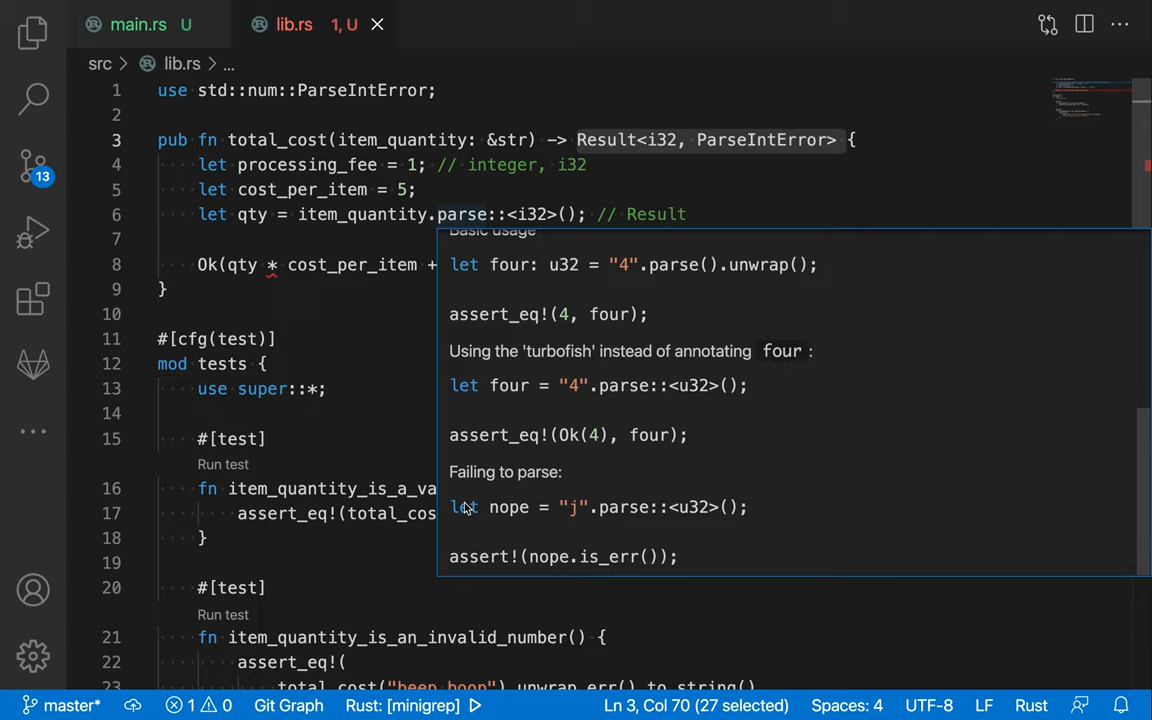 main.rs U lib.rs 1, U
src > lib.rs > ...
1 use std::num::ParseIntError;
2
3 pub fn total_cost(item_quantity: &str) -> Result<i32, ParseIntError> {
4 let processing_fee = 1; // integer, i32
5 let cost_per_item = 5;
6 let qty = item_quantity.parse::<i32>(); // Result
7
Basic usage
8 Ok(qty * cost_per_item +
let four: u32 = "4".parse().unwrap();
9 }
10
assert_eq!(4, four);
11 #[cfg(test)]
Using the 'turbofish' instead of annotating four :
12 mod tests {
13 use super::*;
let four = "4".parse::<u32>();
14
15 #[test]
assert_eq!(Ok(4), four);
Run test
Failing to parse:
16 fn item_quantity_is_a_va
17 assert_eq!(total_cos
let nope = "j".parse::<u32>();
18 }
19
assert!(nope.is_err());
20 #[test]
Run test
21 fn item_quantity_is_an_invalid_number() {
22 assert_eq!(
23 total_cost("beep boop").unwrap_err().to_string()
13
master* 1 0 Git Graph Rust: [minigrep] Ln 3, Col 70 (27 selected) Spaces: 4 UTF-8 LF Rust